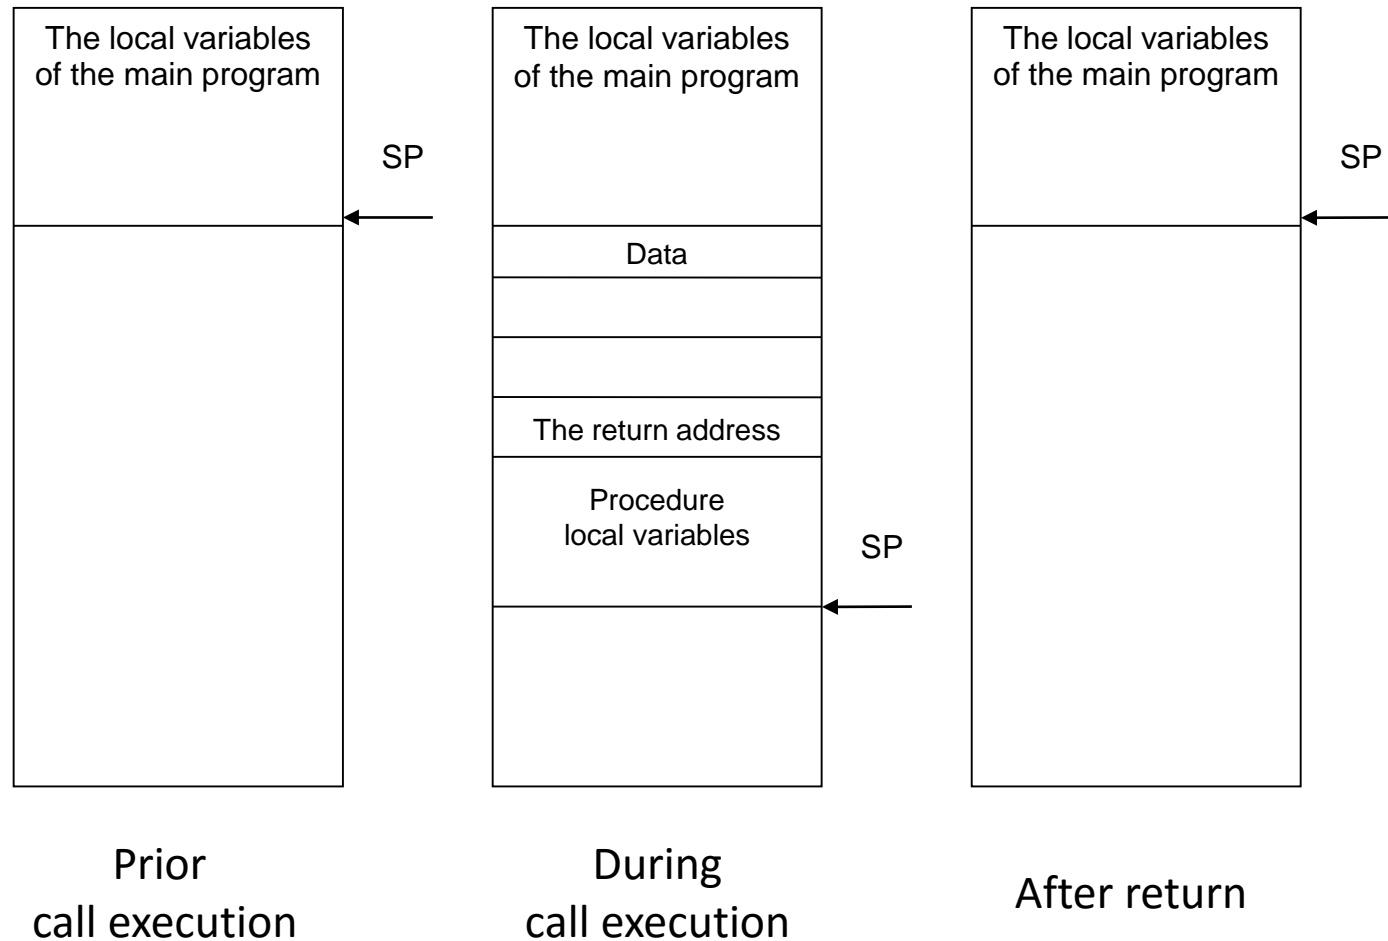 The local variables
of the main program
SP
Prior
call execution
The local variables
of the main program
Data
The return address
Procedure
local variables
SP
During
call execution
The local variables
of the main program
SP
After return